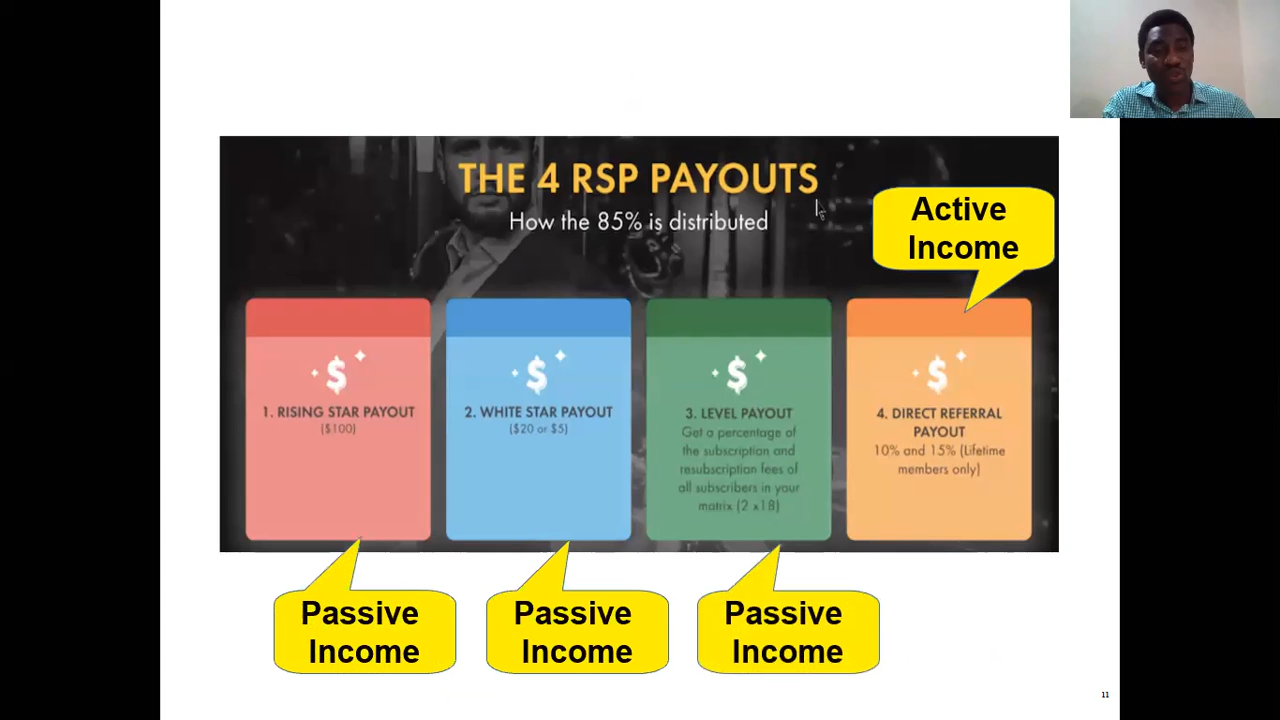 THE 4 RSP PAYOUTS
How the 85% is distributed
Active
Income
1. RISING STAR PAYOUT
($100)
2. WHITE STAR PAYOUT
($20 or $5)
3. LEVEL PAYOUT
Get a percentage of
the subscription and
resubscription fees of
all subscribers in your
matrix (2 x18)
4. DIRECT REFERRAL
PAYOUT
10% and 15% (Lifetime
members only)
Passive
Income
Passive
Income
Passive
Income
11